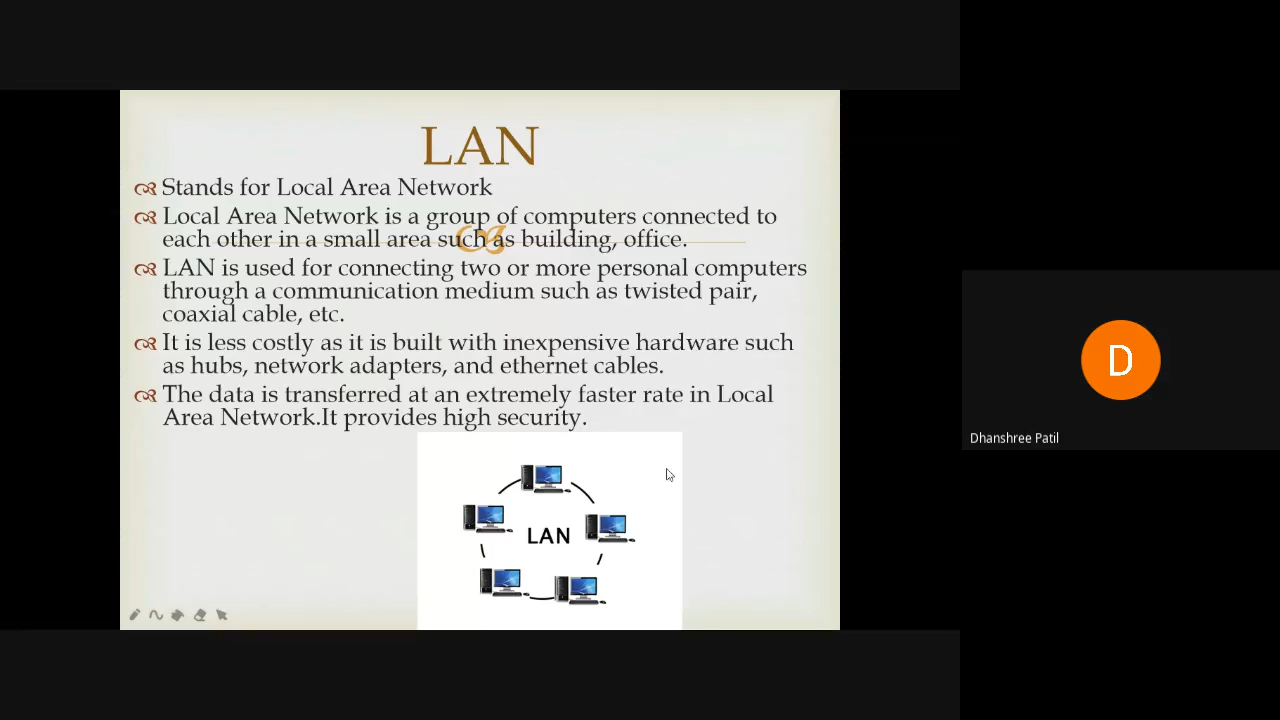 LAN
Stands for Local Area Network
Local Area Network is a group of computers connected to
each other in a small area such as building, office.
LAN is used for connecting two or more personal computers
through a communication medium such as twisted pair,
coaxial cable, etc.
It is less costly as it is built with inexpensive hardware such
as hubs, network adapters, and ethernet cables.
The data is transferred at an extremely faster rate in Local
Area Network.It provides high security.
LAN
D
Dhanshree Patil